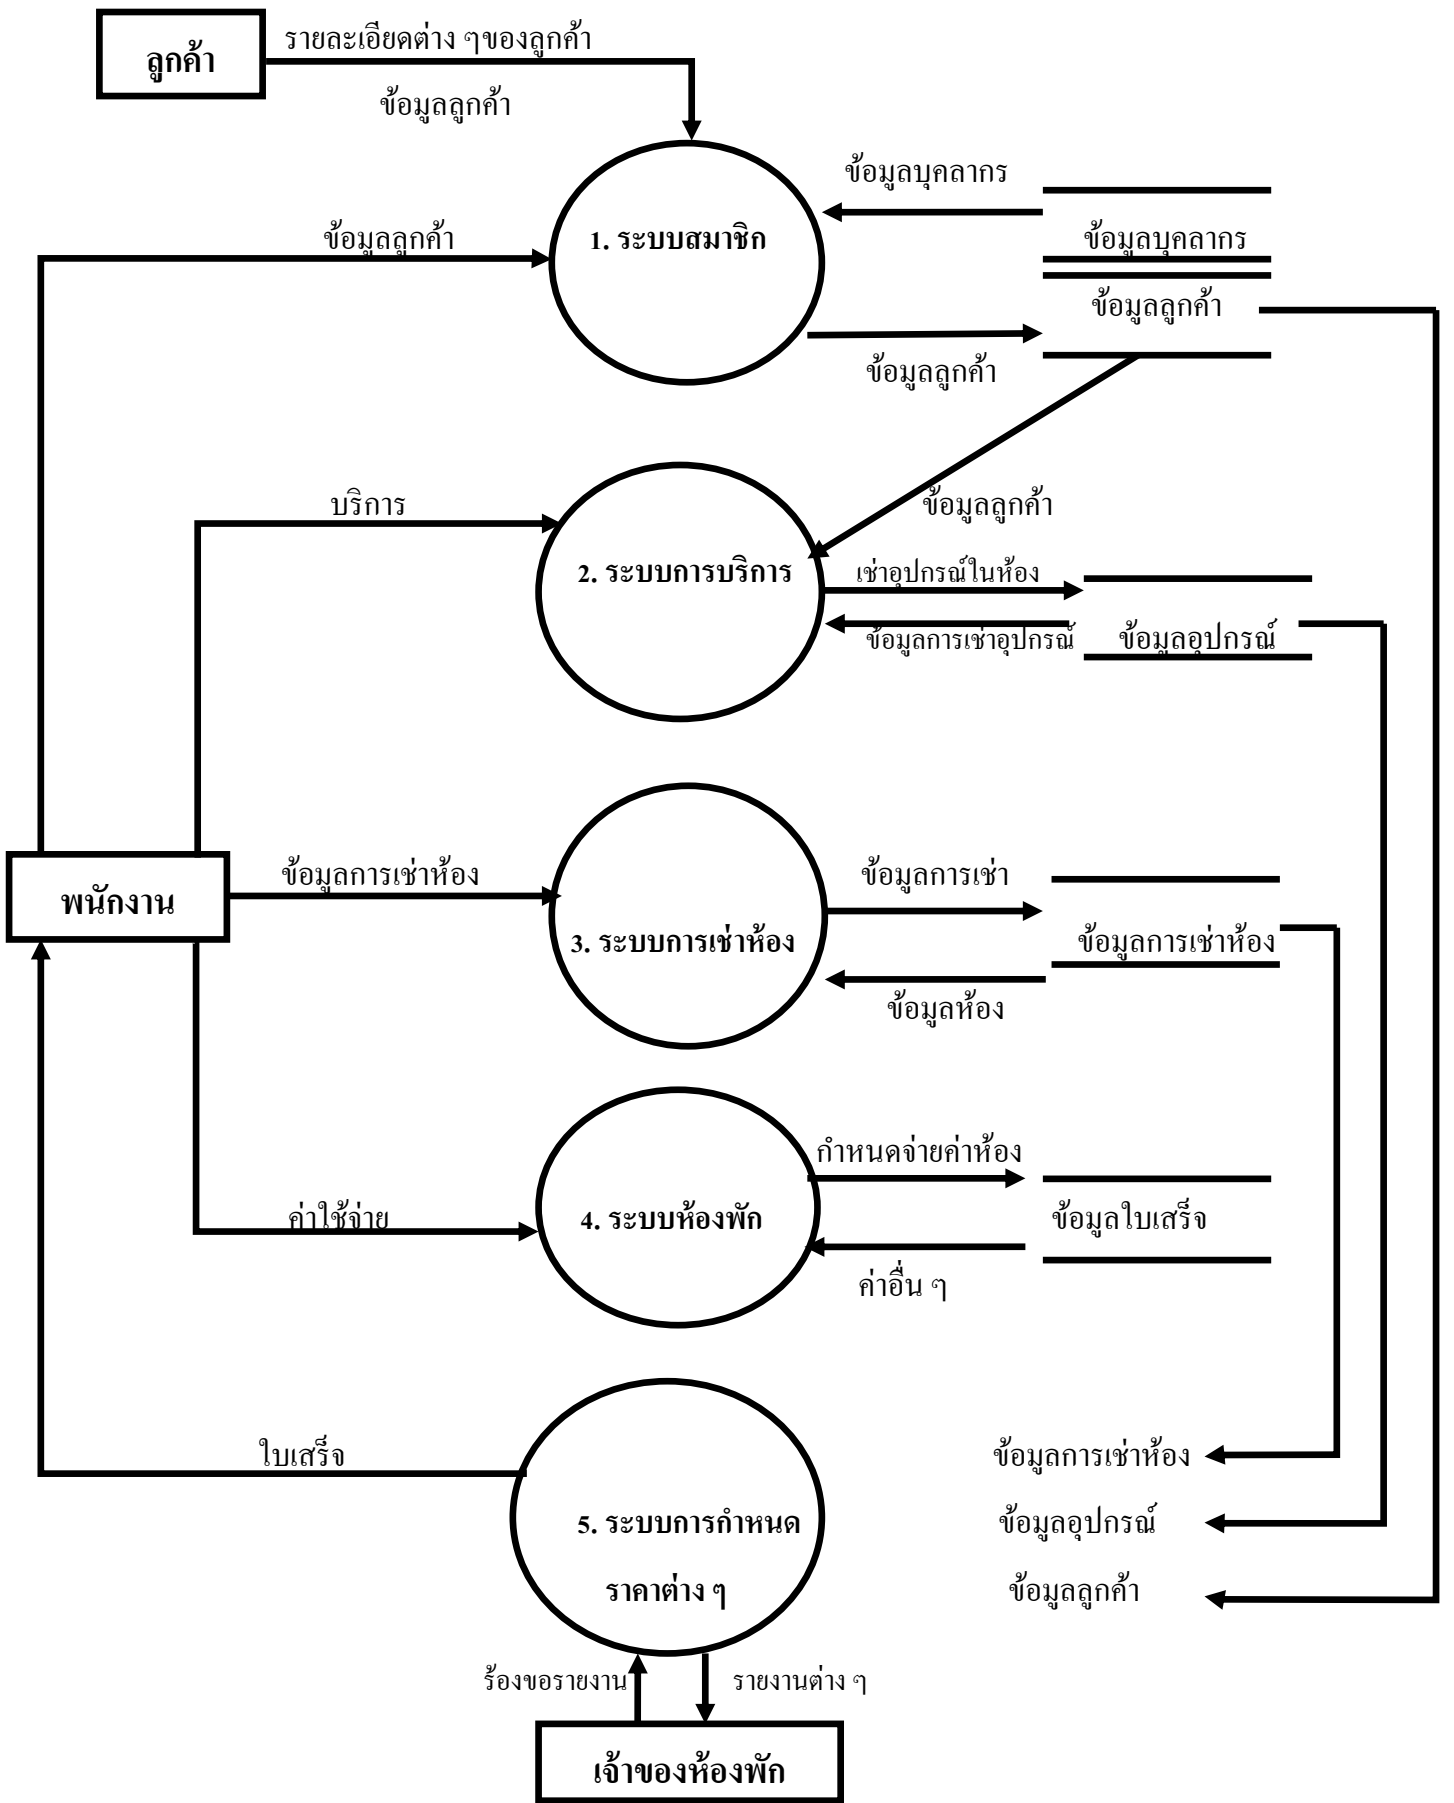 รายละเอียดต่าง ๆของลูกค้า
ลูกค้า
ข้อมูลลูกค้า
ข้อมูลบุคลากร
ข้อมูลลูกค้า
1. ระบบสมาชิก
ข้อมูลบุคลากร
ข้อมูลลูกค้า
ข้อมูลลูกค้า
บริการ
ข้อมูลลูกค้า
2. ระบบการบริการ
เช่าอุปกรณ์ในห้อง
ข้อมูลการเช่าอุปกรณ์
ข้อมูลอุปกรณ์
ข้อมูลการเช่าห้อง
ข้อมูลการเช่า
พนักงาน
3. ระบบการเช่าห้อง
ข้อมูลการเช่าห้อง
ข้อมูลห้อง
กำหนดจ่ายค่าห้อง
ค่าใช้จ่าย
4. ระบบห้องพัก
ข้อมูลใบเสร็จ
ค่าอื่น ๆ
ใบเสร็จ
ข้อมูลการเช่าห้อง
5. ระบบการกำหนด
ราคาต่าง ๆ
ข้อมูลอุปกรณ์
ข้อมูลลูกค้า
ร้องขอรายงาน
รายงานต่าง ๆ
เจ้าของห้องพัก